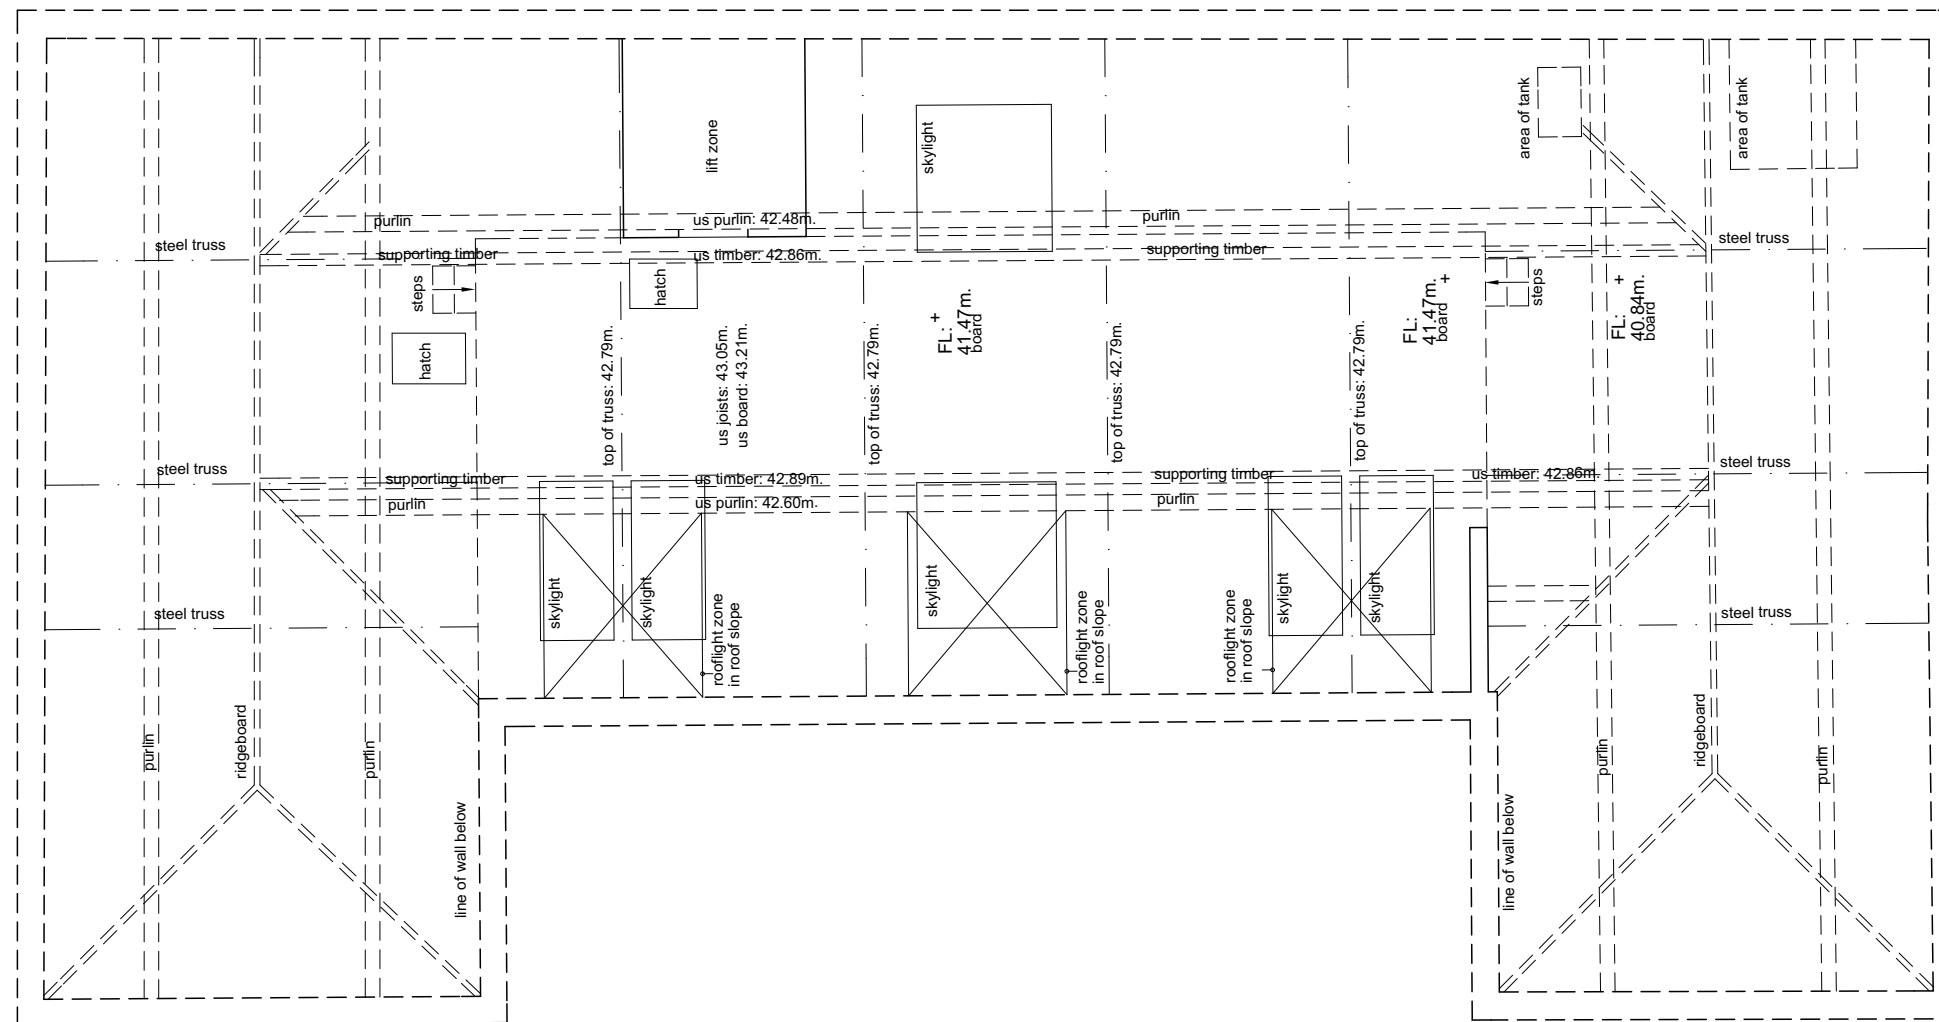 area of tank
area of tank
lift zone
skylight
purlin
us purlin: 42.48m.
purlin
steel truss
supporting timber
us timber: 42.86m.
supporting timber
steel truss
steps
hatch
steps
FL:
41.47m.
board
+
FL:
41.47m.
board
+
FL:
40.84m.
board
+
hatch
top of truss: 42.79m.
us joists: 43.05m.
us board: 43.21m.
top of truss: 42.79m.
top of truss: 42.79m.
top of truss: 42.79m.
steel truss
supporting timber
us timber: 42.89m.
supporting timber
us timber: 42.86m.
steel truss
purlin
us purlin: 42.60m.
purlin
skylight
skylight
skylight
skylight
skylight
steel truss
steel truss
rooflight zone
in roof slope
rooflight zone
in roof slope
rooflight zone
in roof slope
purlin
ridgeboard
purlin
purlin
ridgeboard
purlin
line of wall below
line of wall below